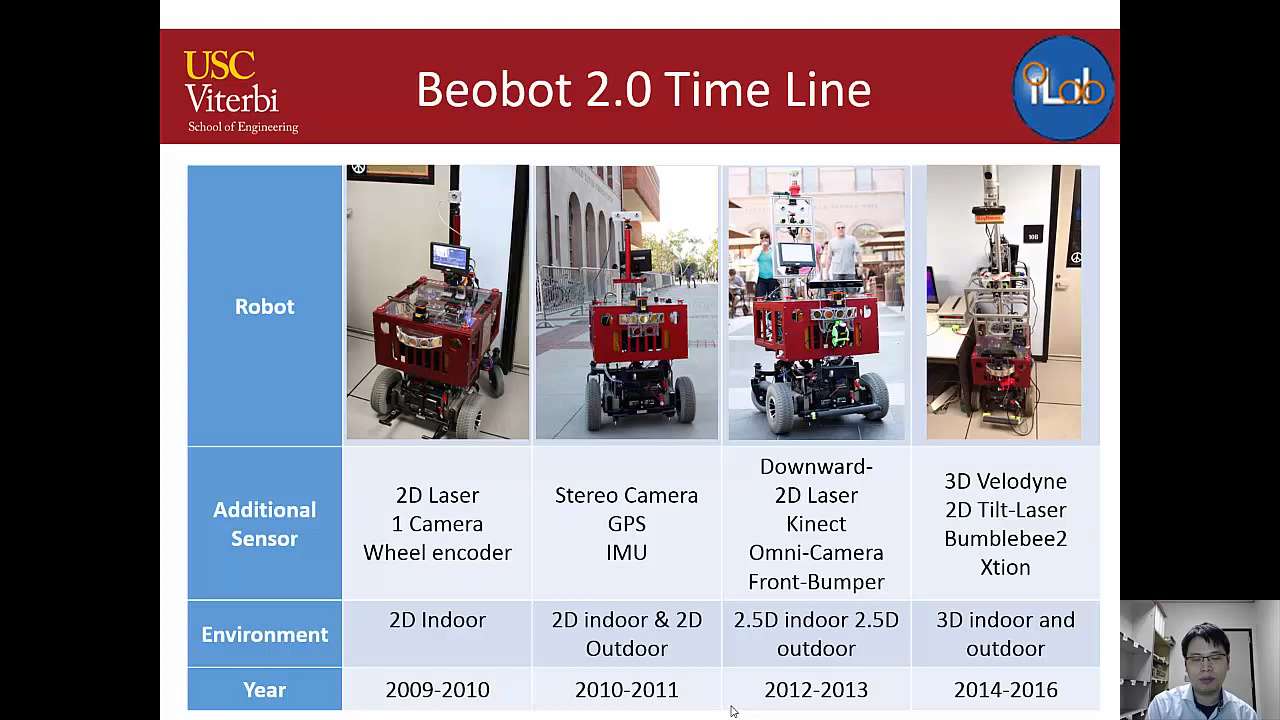 USC
Viterbi
School of Engineering
Beobot 2.0 Time Line
iLab
Robot
10B
Additional
Sensor
2D Laser
1 Camera
Wheel encoder
Stereo Camera
GPS
IMU
Downward-
2D Laser
Kinect
Omni-Camera
Front-Bumper
3D Velodyne
2D Tilt-Laser
Bumblebee2
Xtion
Environment
2D Indoor
2D indoor & 2D
Outdoor
2.5D indoor 2.5D
outdoor
3D indoor and
outdoor
Year
2009-2010
2010-2011
2012-2013
2014-2016